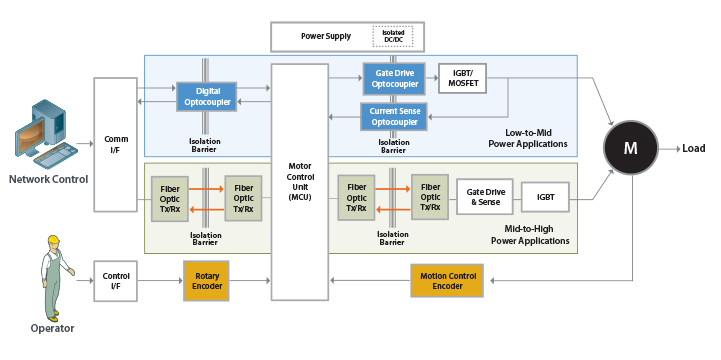 Power Supply
Isolated
DC/DC
Gate Drive
Optocoupler
IGBT/
MOSFET
Digital
Optocoupler
Current Sense
Optocoupler
Comm
I/F
Isolation
Barrier
Isolation
Barrier
Low-to-Mid
Power Applications
M
Load
Network Control
Motor
Control
Unit
(MCU)
Fiber
Optic
Tx/Rx
Fiber
Optic
Tx/Rx
Fiber
Optic
Tx/Rx
Fiber
Optic
Tx/Rx
Gate Drive
& Sense
IGBT
Isolation
Barrier
Isolation
Barrier
Mid-to-High
Power Applications
Control
I/F
Rotary
Encoder
Motion Control
Encoder
Operator